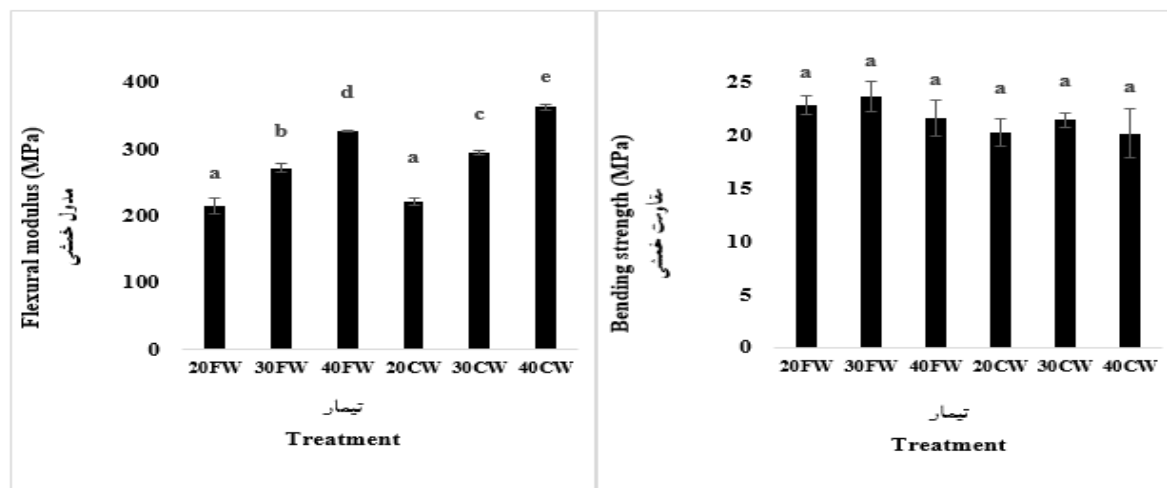 Flexural modulus (MPa)
مدول خمشی
400
300
200
100
0
a
b
d
a
c
e
20FW 30FW 40FW 20CW 30CW 40CW
تیمار
Treatment
Bending strength (MPa)
مقاومت خمشی
25
20
15
10
5
0
a
a
a
a
a
a
20FW 30FW 40FW 20CW 30CW 40CW
تیمار
Treatment